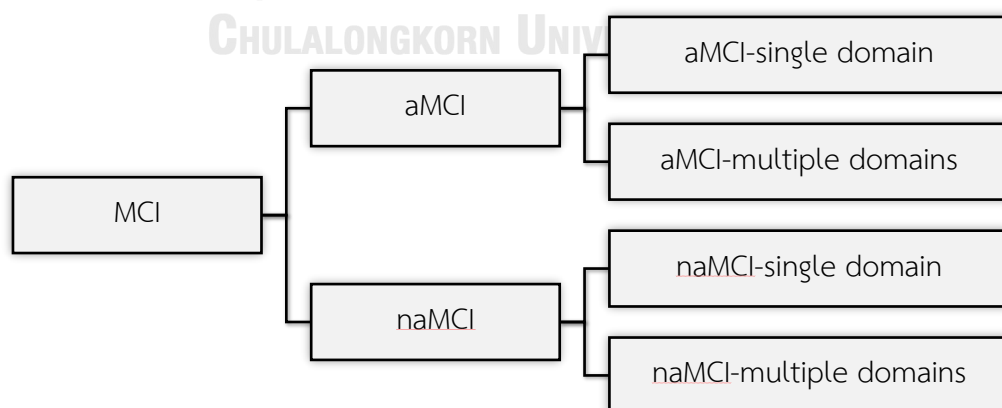 CHULALONGKORN UNIV
aMCI-single domain
aMCI
aMCI-multiple domains
MCI
naMCI-single domain
naMCI
naMCI-multiple domains